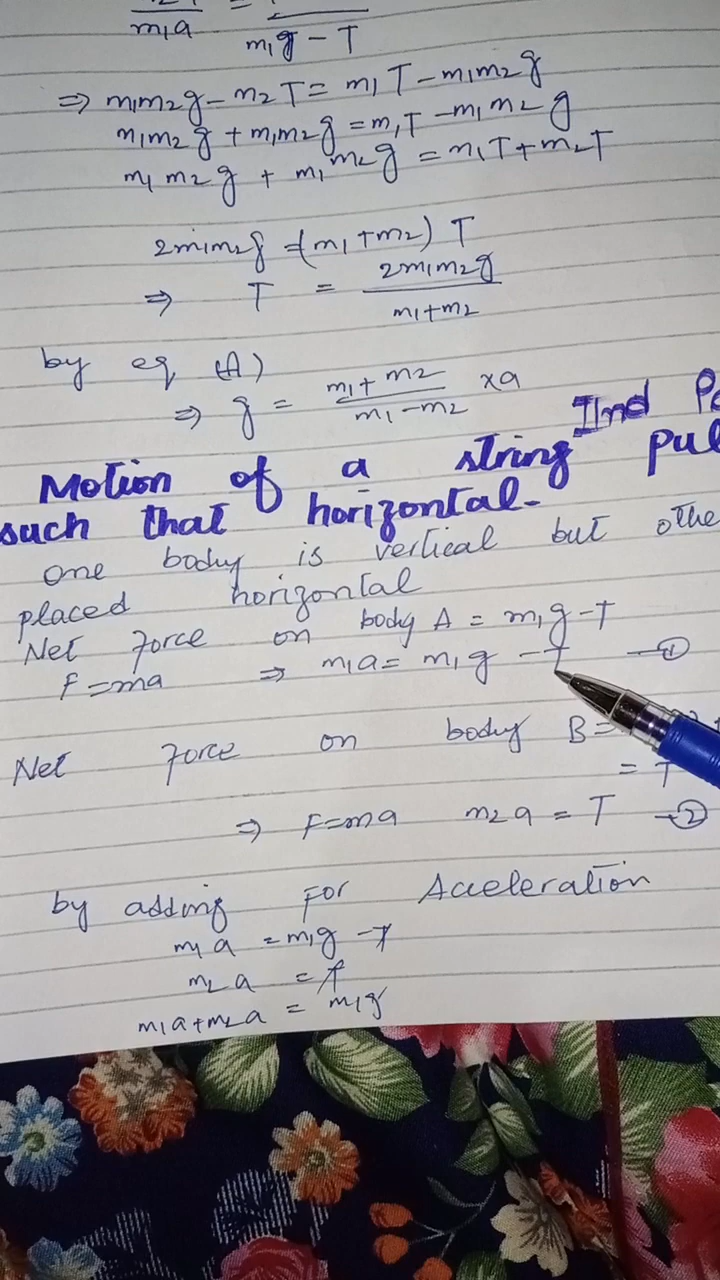 m₁a =
m₁g - T
⇒ m₁m₂g - m₂T = m₁T - m₁m₂g
m₁m₂g + m₁m₂g = m₁T - m₁m₂g
m₁m₂g + m₁m₂g = m₁T + m₂T
2m₁m₂g = (m₁ + m₂) T
⇒ T = 2m₁m₂g / m₁+m₂
by eq (A)
⇒ g = m₁+m₂ / m₁-m₂ × a
IInd
Motion of a string
such that horizontal-
one body is vertical but
placed horizontal
Net force on body A = m₁g - T
F = ma ⇒ m₁a = m₁g - T —①
Net force on body B =
= T
⇒ F = ma m₂a = T —②
by adding For Acceleration
m₁a = m₁g - T
m₂a = T
m₁a + m₂a = m₁g